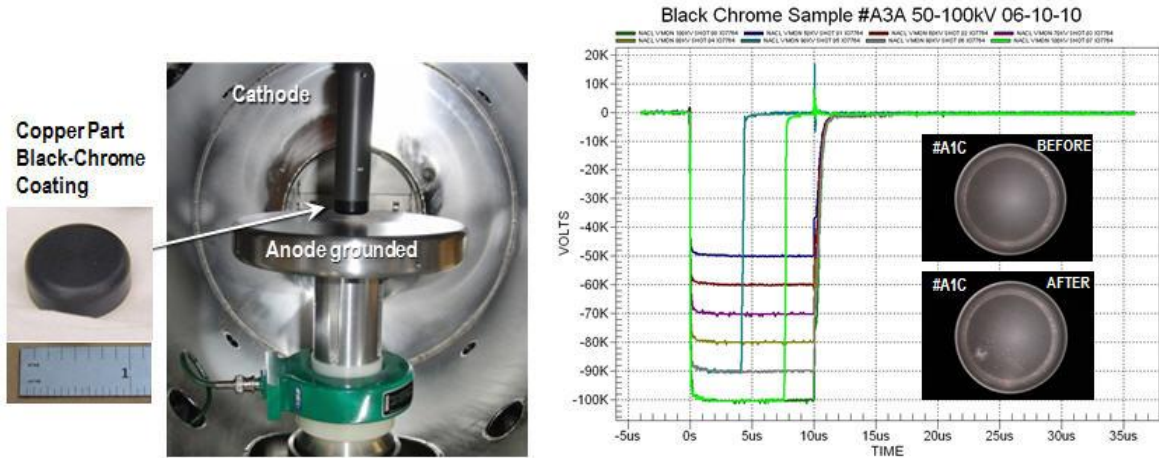 Copper Part
Black-Chrome
Coating
1
Cathode
Anode grounded
Black Chrome Sample #A3A 50-100kV 06-10-10
20K
10K
0
-10K
-20K
-30K
-40K
-50K
-60K
-70K
-80K
-90K
-100K
VOLTS
-5us
0s
5us
10us
15us
20us
25us
30us
35us
TIME
#A1C
BEFORE
#A1C
AFTER